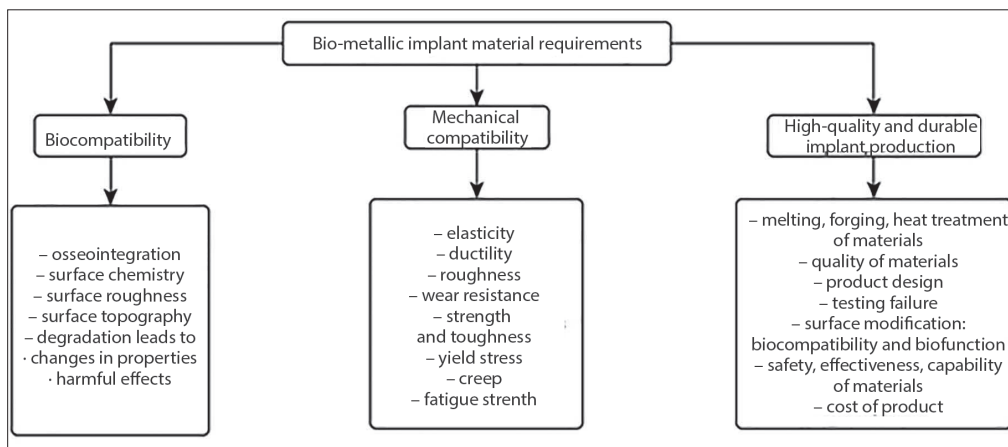 Bio-metallic implant material requirements
Biocompatibility
Mechanical
compatibility
High-quality and durable
implant production
– osseointegration
– surface chemistry
– surface roughness
– surface topography
– degradation leads to
· changes in properties
· harmful effects
– elasticity
– ductility
– roughness
– wear resistance
– strength
and toughness
– yield stress
– creep
– fatigue strenth
– melting, forging, heat treatment
of materials
– quality of materials
– product design
– testing failure
– surface modification:
biocompatibility and biofunction
– safety, effectiveness, capability
of materials
– cost of product